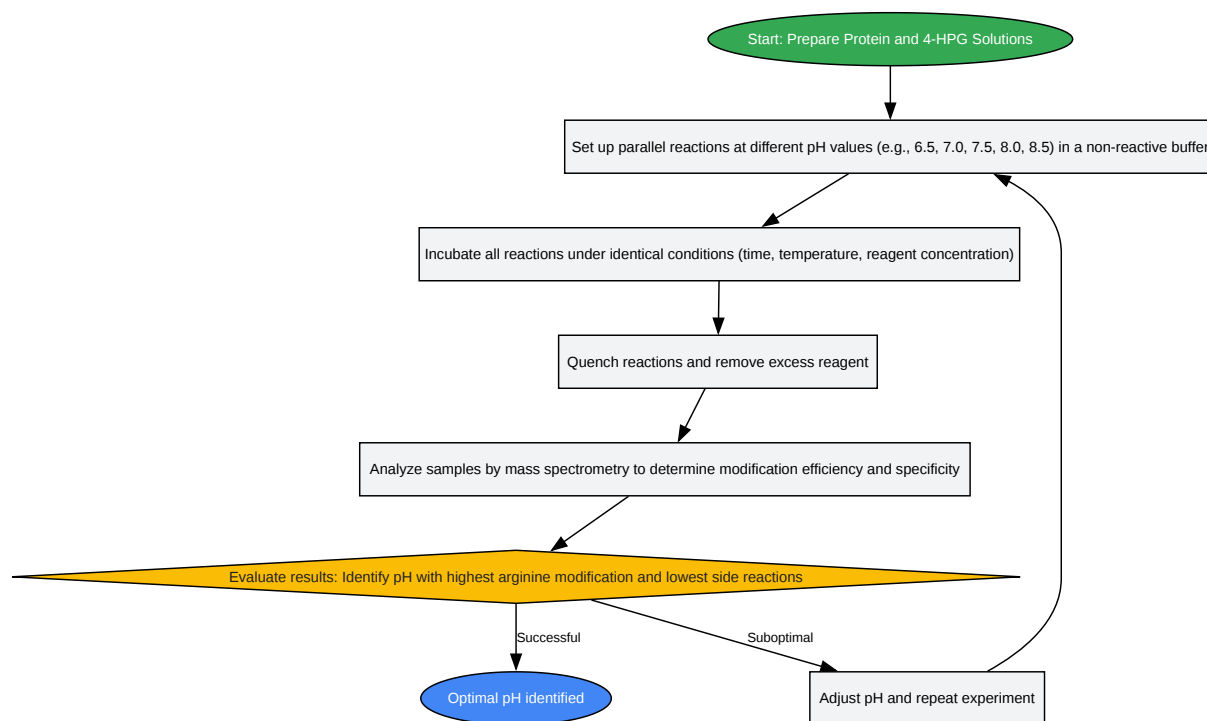 Start: Prepare Protein and 4-HPG Solutions
Set up parallel reactions at different pH values (e.g., 6.5, 7.0, 7.5, 8.0, 8.5) in a non-reactive buffer
Incubate all reactions under identical conditions (time, temperature, reagent concentration)
Quench reactions and remove excess reagent
Analyze samples by mass spectrometry to determine modification efficiency and specificity
Evaluate results: Identify pH with highest arginine modification and lowest side reactions
Successful
Suboptimal
Optimal pH identified
Adjust pH and repeat experiment